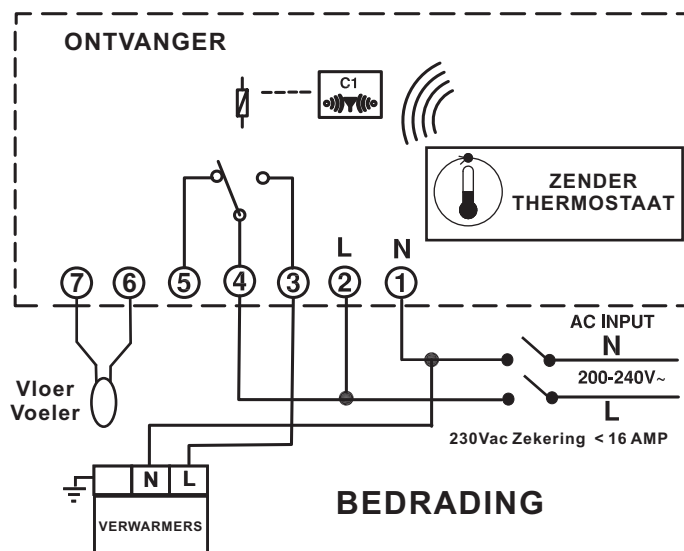 ONTVANGER
C1
ZENDER
THERMOSTAAT
L N
7 6 5 4 3 2 1
AC INPUT
N
200-240V~
L
230Vac Zekering < 16 AMP
Vloer
Voeler
N L
VERWARMERS
BEDRADING